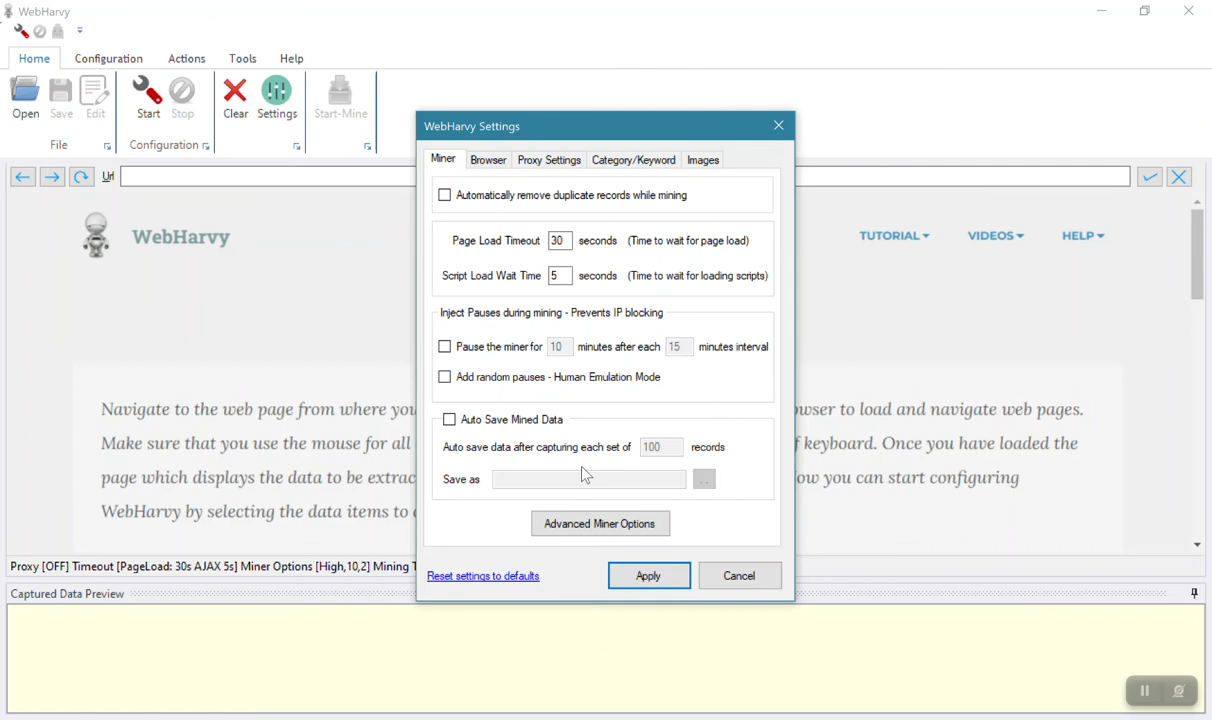 WebHarvy
Home Configuration Actions Tools Help
Open Save Edit Start Stop Clear Settings Start-Mine
File Configuration
Url
WebHarvy
TUTORIAL VIDEOS HELP
Navigate to the web page from where you
wser to load and navigate web pages.
Make sure that you use the mouse for all
f keyboard. Once you have loaded the
page which displays the data to be extrac
ow you can start configuring
WebHarvy by selecting the data items to
WebHarvy Settings
Miner Browser Proxy Settings Category/Keyword Images
Automatically remove duplicate records while mining
Page Load Timeout 30 seconds (Time to wait for page load)
Script Load Wait Time 5 seconds (Time to wait for loading scripts)
Inject Pauses during mining - Prevents IP blocking
Pause the miner for 10 minutes after each 15 minutes interval
Add random pauses - Human Emulation Mode
Auto Save Mined Data
Auto save data after capturing each set of 100 records
Save as ..
Advanced Miner Options
Reset settings to defaults Apply Cancel
Proxy [OFF] Timeout [PageLoad: 30s AJAX 5s] Miner Options [High,10,2] Mining
Captured Data Preview